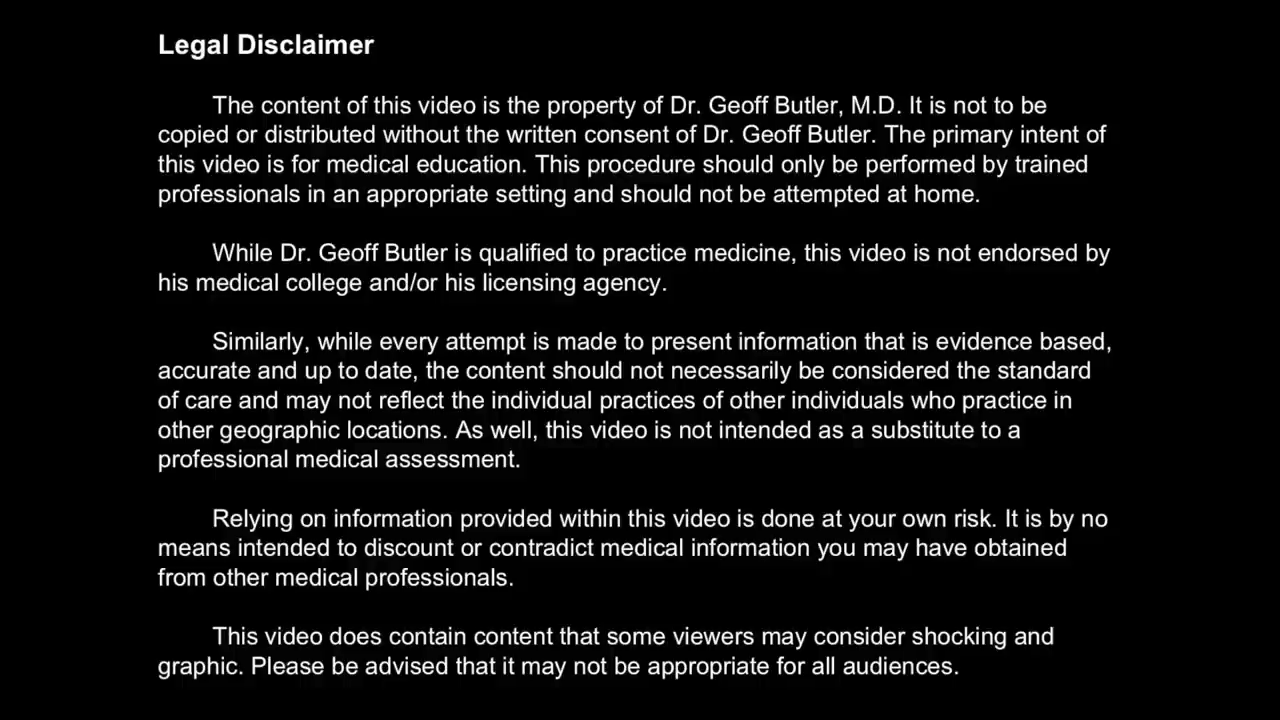 Legal Disclaimer
The content of this video is the property of Dr. Geoff Butler, M.D. It is not to be
copied or distributed without the written consent of Dr. Geoff Butler. The primary intent of
this video is for medical education. This procedure should only be performed by trained
professionals in an appropriate setting and should not be attempted at home.
While Dr. Geoff Butler is qualified to practice medicine, this video is not endorsed by
his medical college and/or his licensing agency.
Similarly, while every attempt is made to present information that is evidence based,
accurate and up to date, the content should not necessarily be considered the standard
of care and may not reflect the individual practices of other individuals who practice in
other geographic locations. As well, this video is not intended as a substitute to a
professional medical assessment.
Relying on information provided within this video is done at your own risk. It is by no
means intended to discount or contradict medical information you may have obtained
from other medical professionals.
This video does contain content that some viewers may consider shocking and
graphic. Please be advised that it may not be appropriate for all audiences.